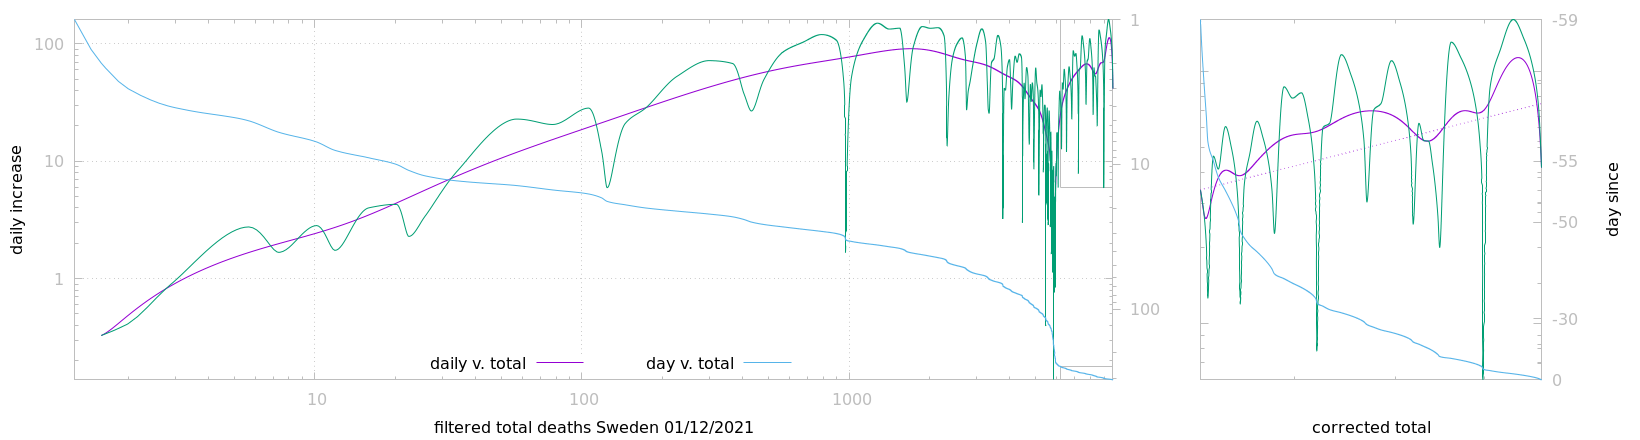 100
10
1
daily increase
daily v. total
day v. total
10
100
1000
filtered total deaths Sweden 01/12/2021
1
10
100
-59
-55
-50
-30
0
day since
corrected total